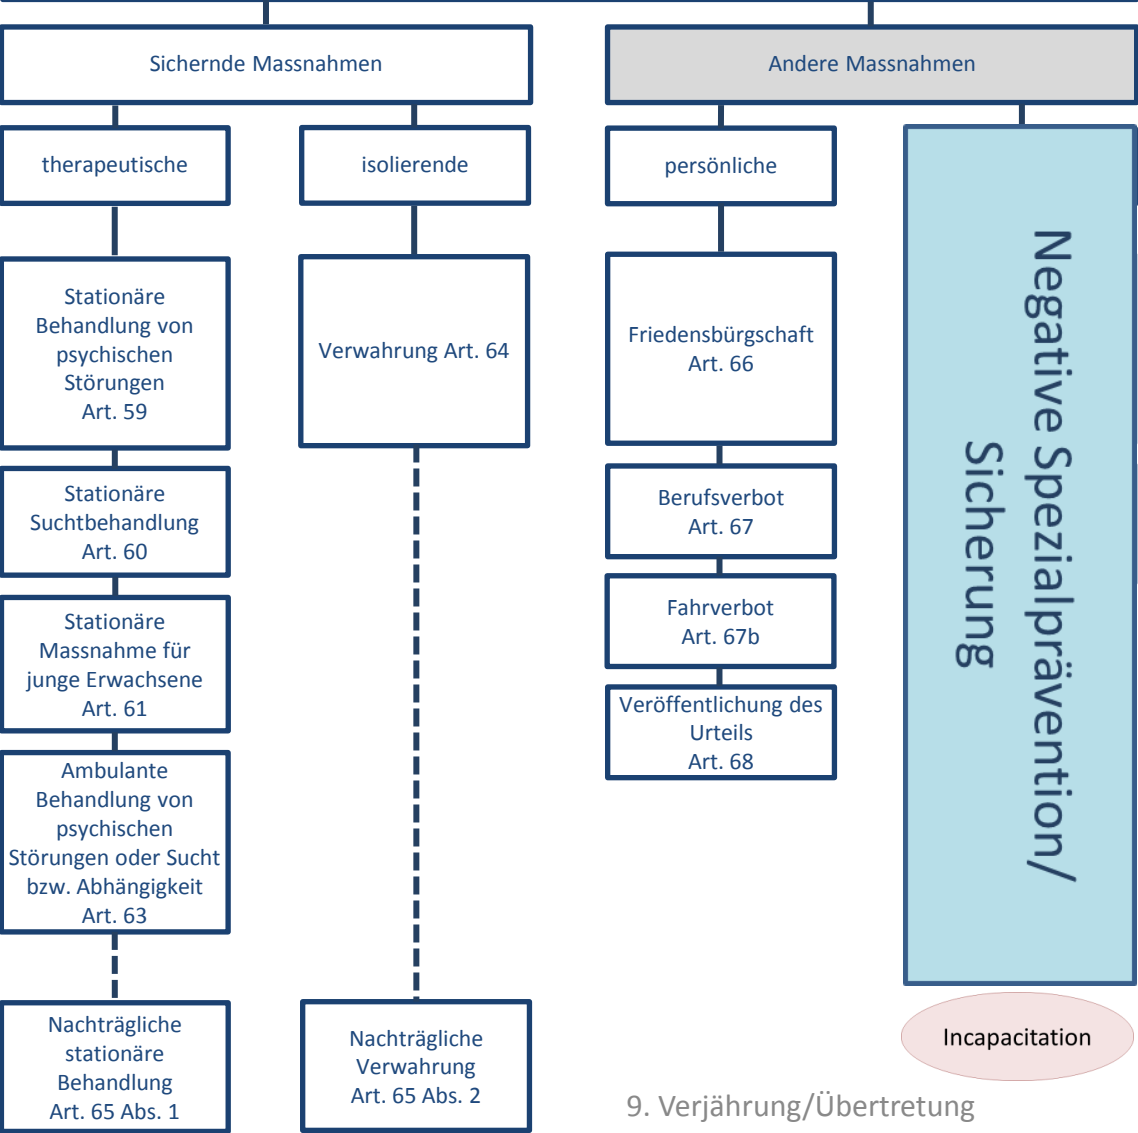 Sichernde Massnahmen
Andere Massnahmen
therapeutische
isolierende
persönliche
Stationäre
Behandlung von
psychischen
Störungen
Art. 59
Verwahrung Art. 64
Friedensbürgschaft
Art. 66
Stationäre
Suchtbehandlung
Art. 60
Berufsverbot
Art. 67
Stationäre
Massnahme für
junge Erwachsene
Art. 61
Fahrverbot
Art. 67b
Veröffentlichung des
Urteils
Art. 68
Ambulante
Behandlung von
psychischen
Störungen oder Sucht
bzw. Abhängigkeit
Art. 63
Nachträgliche
stationäre
Behandlung
Art. 65 Abs. 1
Nachträgliche
Verwahrung
Art. 65 Abs. 2
Negative Spezialprävention/
Sicherung
Incapacitation
9. Verjährung/Übertretung